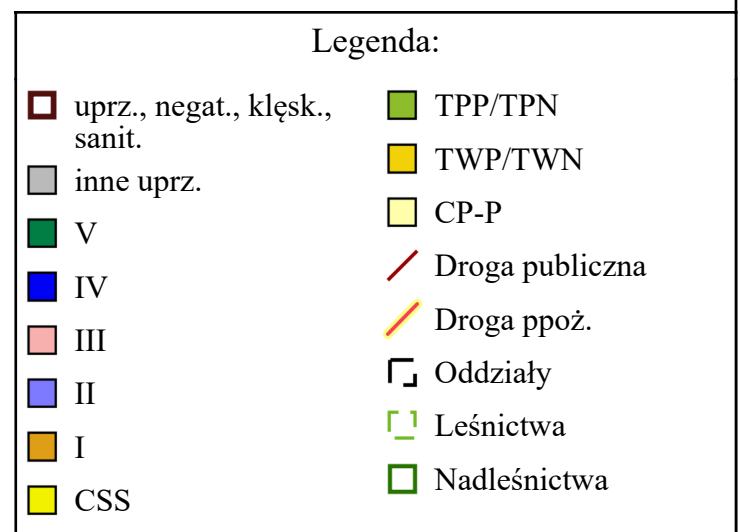 Legenda:
uprz., negat., klęsk.,
sanit.
inne uprz.
V
IV
III
II
I
CSS
TPP/TPN
TWP/TWN
CP-P
Droga publiczna
Droga ppoż.
Oddziały
Leśnictwa
Nadleśnictwa